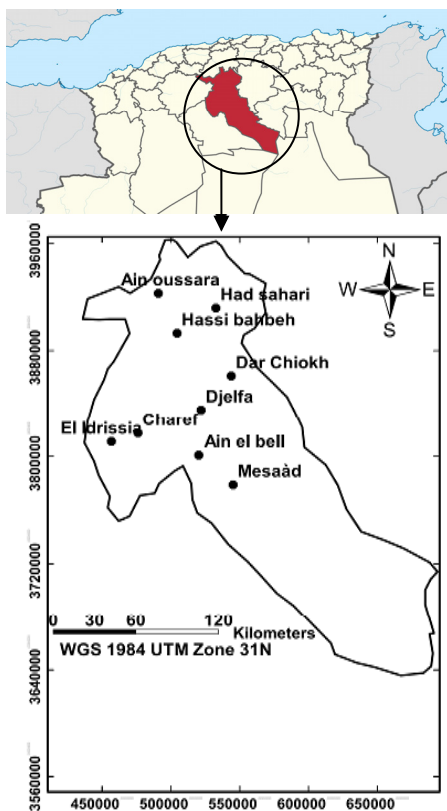 3960000
N
W E
S
Ain oussara
Had sahari
Hassi bahbeh
3880000
Dar Chiokh
Djelfa
Charef
El Idrissia
3800000
Ain el bell
Mesaàd
3720000
0 30 60 120
Kilometers
WGS 1984 UTM Zone 31N
3640000
3560000
450000 500000 550000 600000 650000